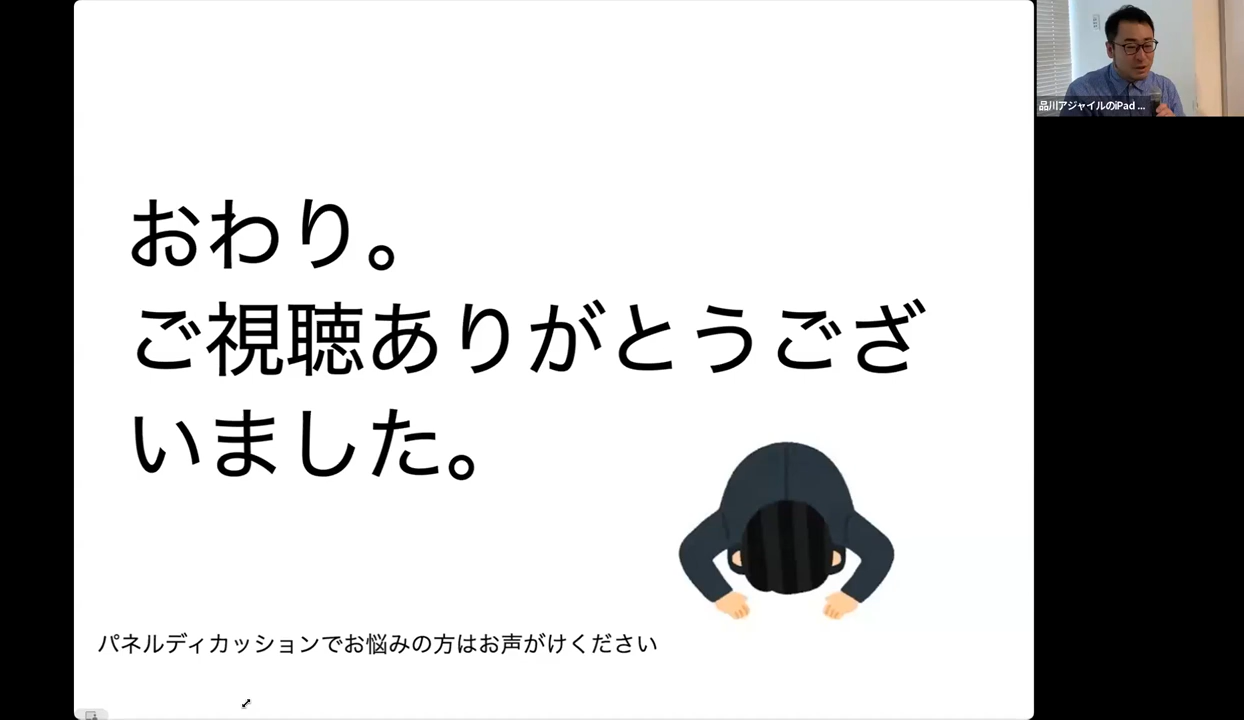 おわり。
ご視聴ありがとうござ
いました。
パネルディカッションでお悩みの方はお声がけください
品川アジャイルのiPad ...